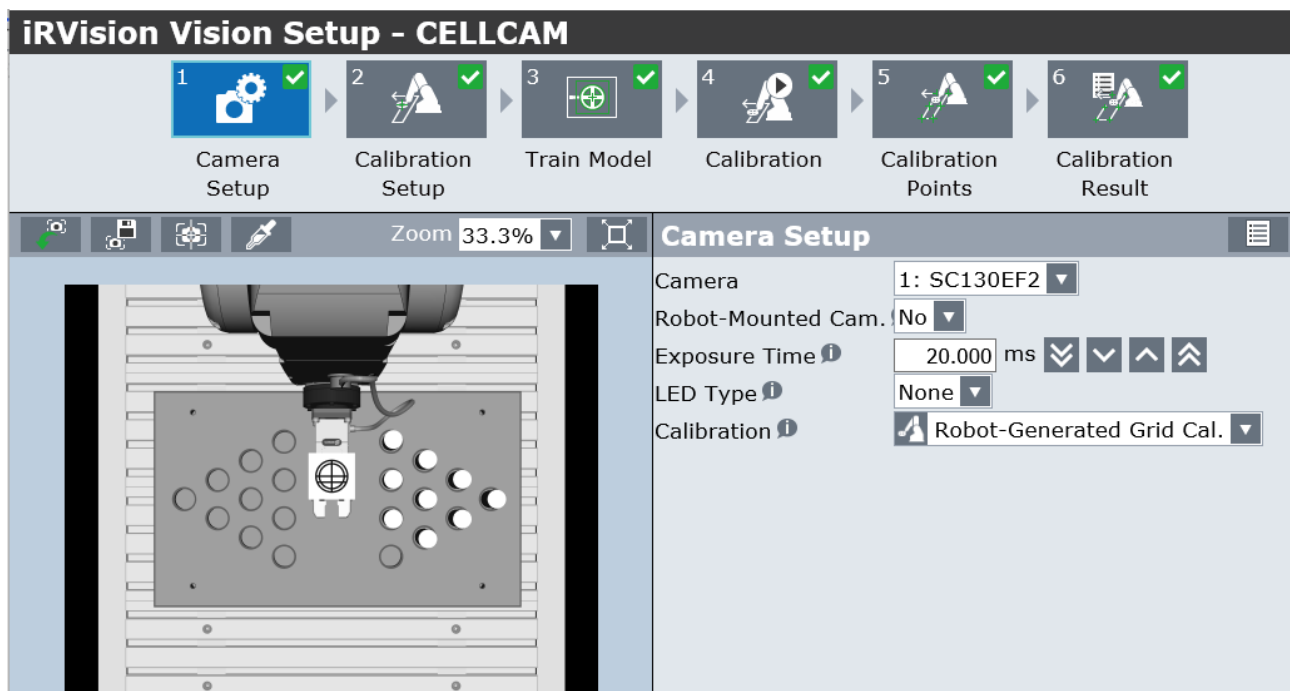 iRVision Vision Setup - CELLCAM
1
2
3
4
5
6
Camera
Setup
Calibration
Setup
Train Model
Calibration
Calibration
Points
Calibration
Result
Zoom 33.3%
Camera Setup
Camera 1: SC130EF2
Robot-Mounted Cam. No
Exposure Time 20.000 ms
LED Type None
Calibration Robot-Generated Grid Cal.